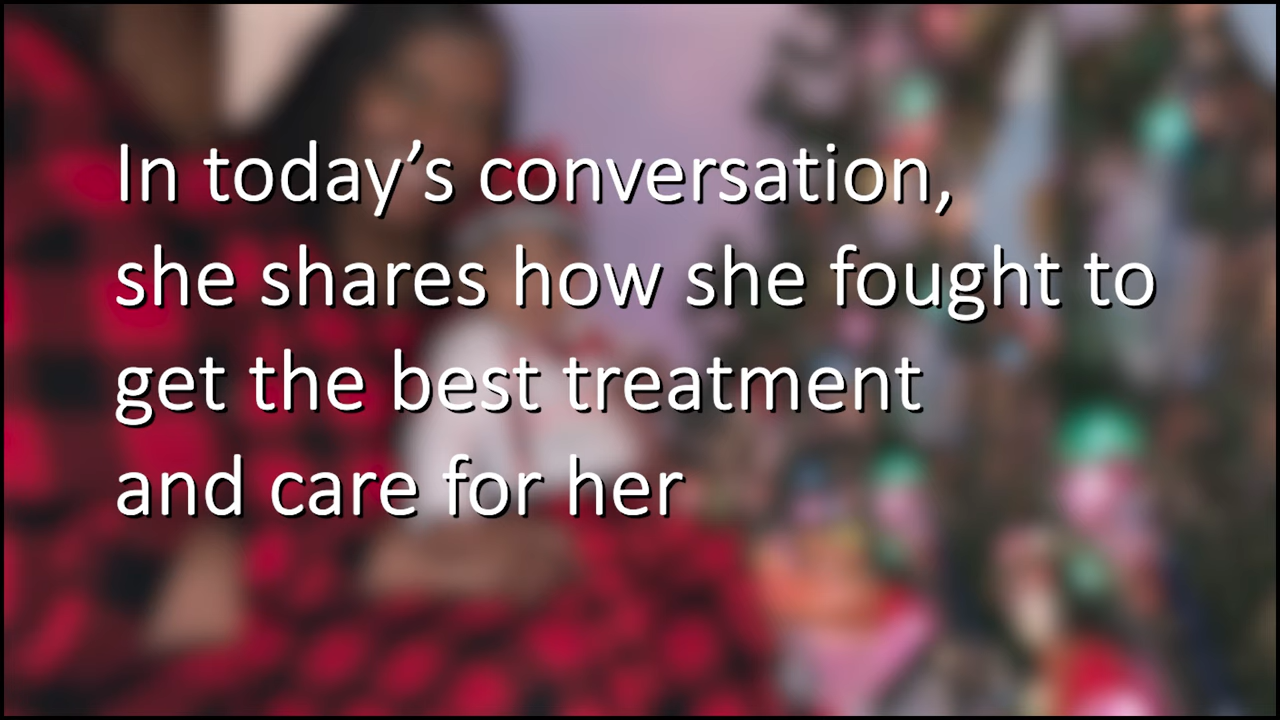 In today’s conversation,
she shares how she fought to
get the best treatment
and care for her